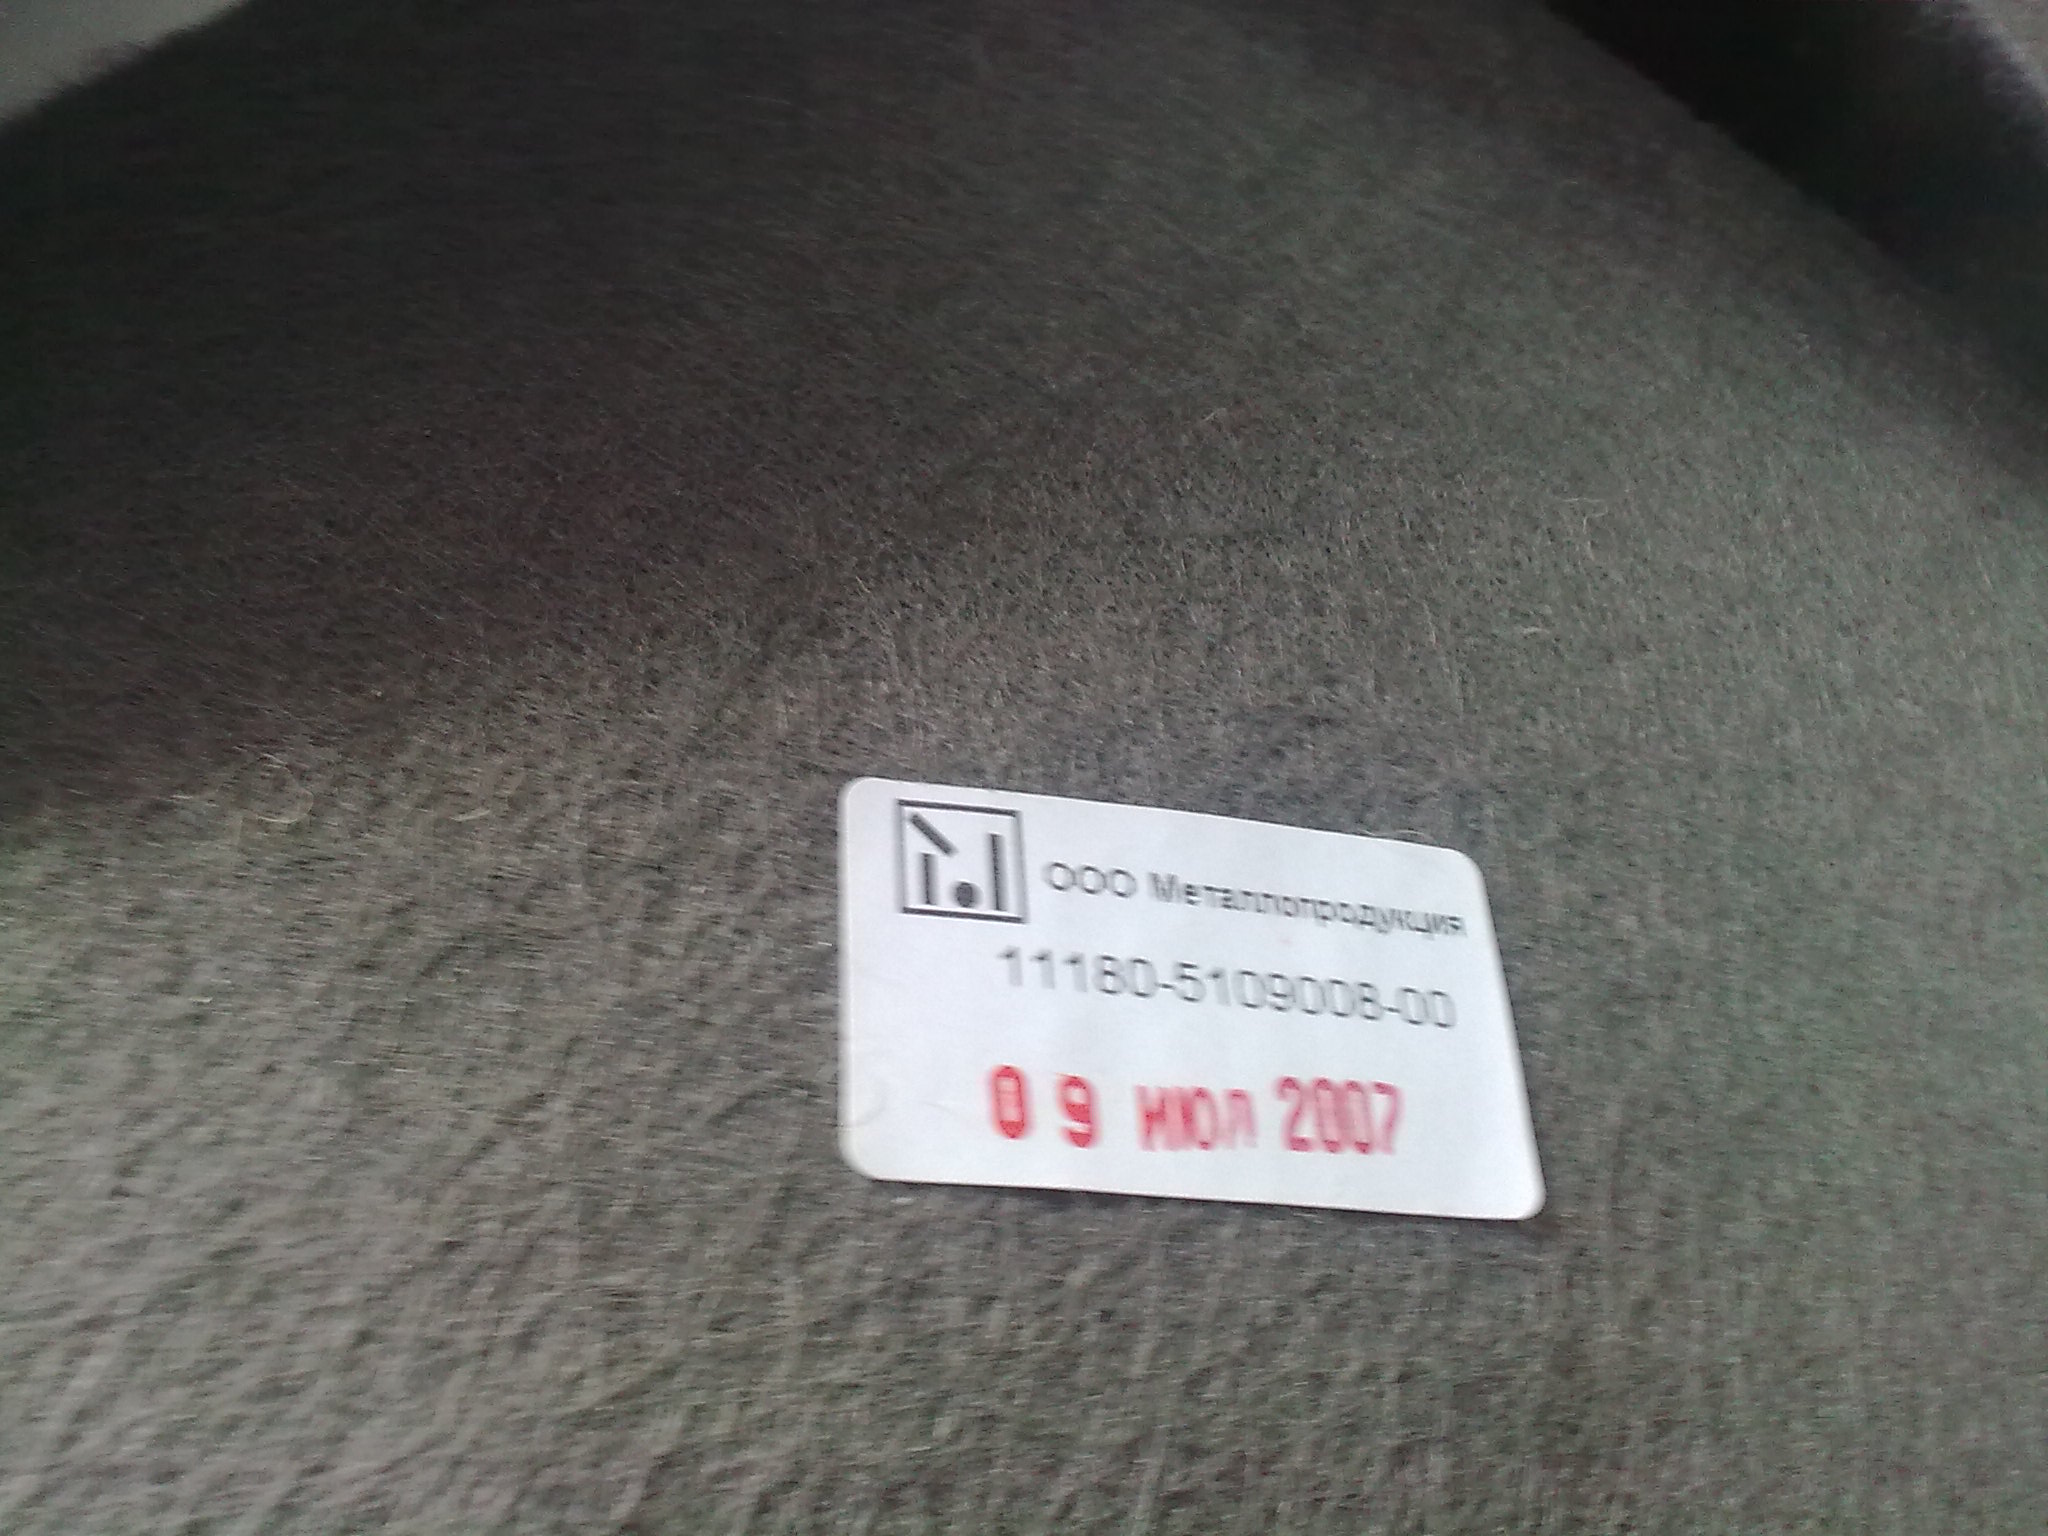 ООО Металлопродукция
11180-5109008-00
09 ИЮЛ 2007